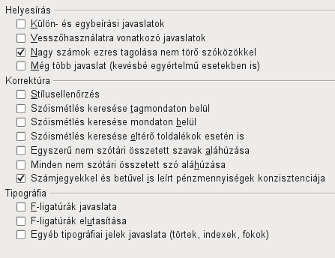 Helyesírás
Külön- és egybeírási javaslatok
Vesszőhasználatra vonatkozó javaslatok
Nagy számok ezres tagolása nem törő szóközökkel
Még több javaslat (kevésbé egyértelmű esetekben is)
Korrektúra
Stílusellenőrzés
Szóismétlés keresése tagmondaton belül
Szóismétlés keresése mondaton belül
Szóismétlés keresése eltérő toldalékok esetén is
Egyszerű nem szótári összetett szavak aláhúzása
Minden nem szótári összetett szó aláhúzása
Számjegyekkel és betűvel is leírt pénzmennyiségek konzisztenciája
Tipográfia
F-ligatúrák javaslata
F-ligatúrák elutasítása
Egyéb tipográfiai jelek javaslata (törtek, indexek, fokok)